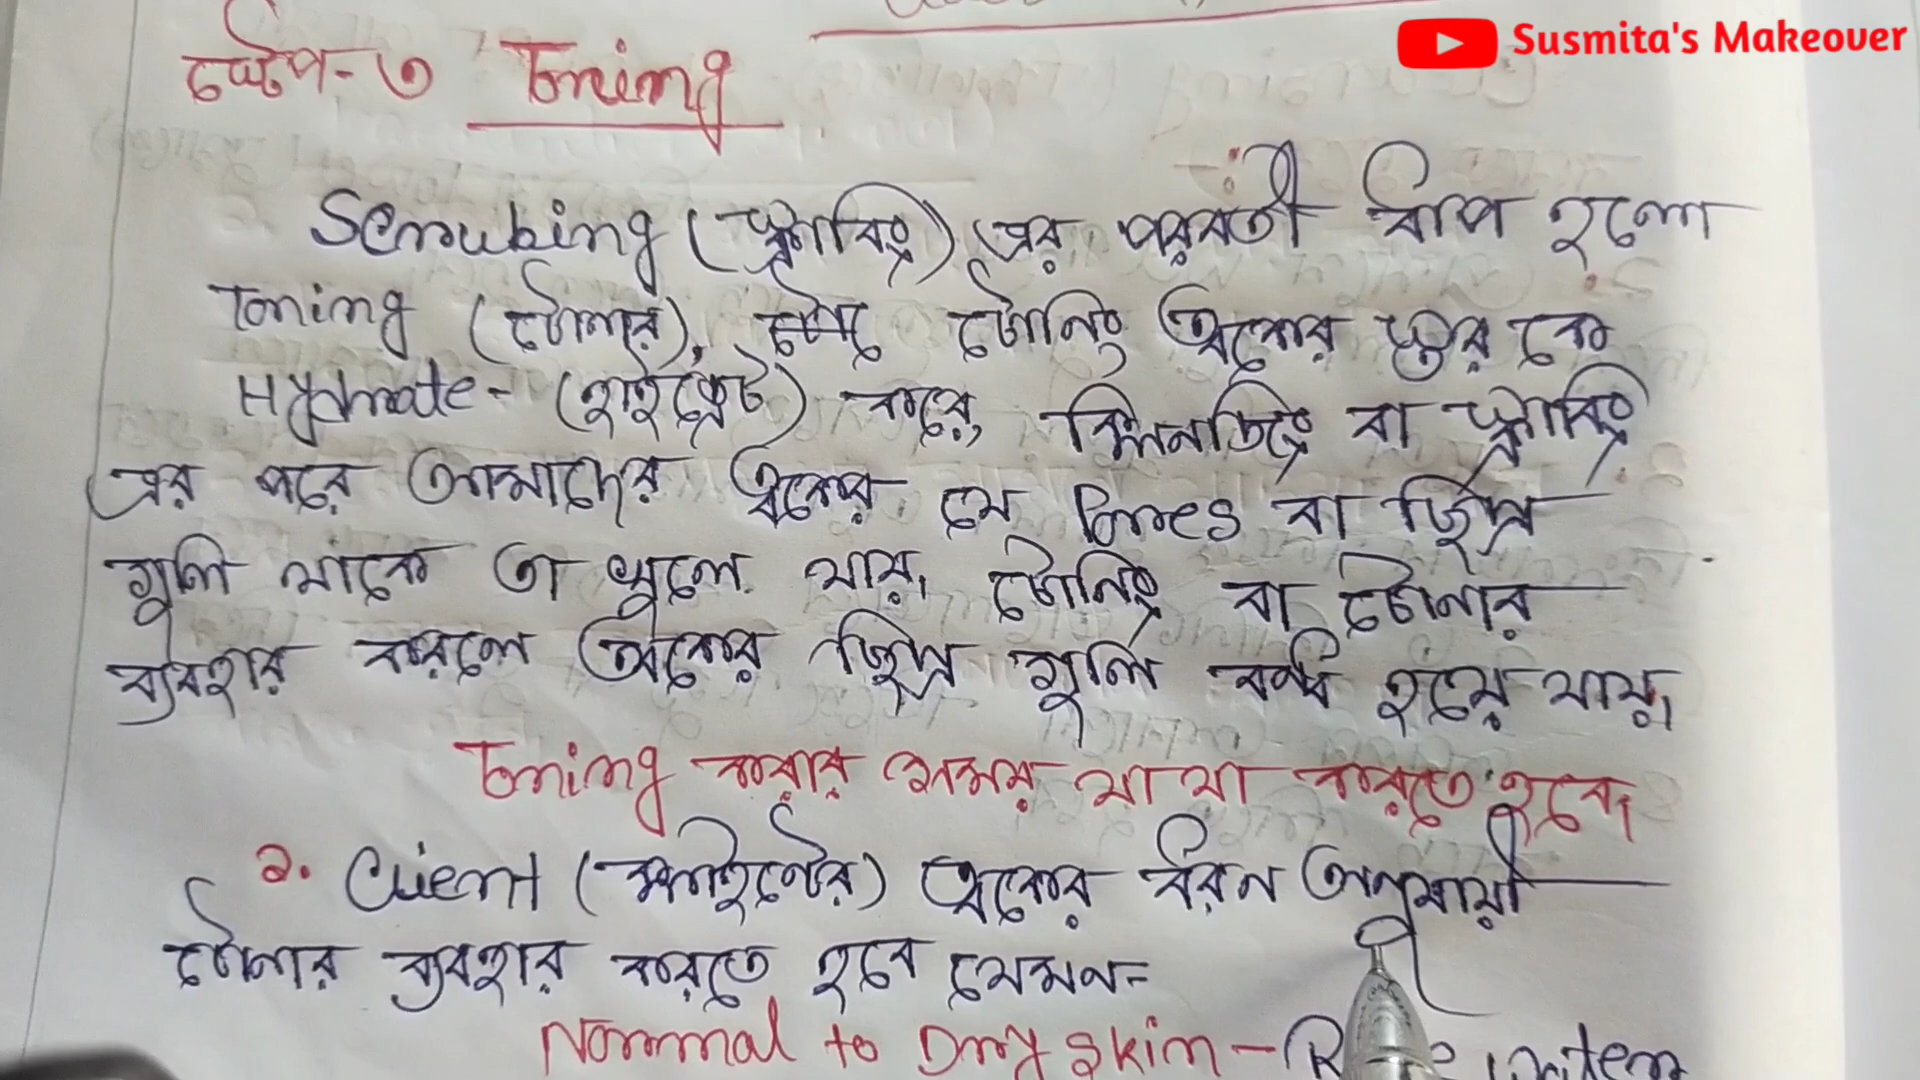 Susmita's Makeover
স্টেপ-৩ Toning
Scrubing (স্ক্রাবিং) এর পরবর্তী ধাপ হলো
Toning (টোনার), টোনিং ত্বকের স্তর কে
Hydrate- (হাইড্রেট) করে, ক্লিনজিং বা স্ক্রাবিং
এর পরে আমাদের ত্বকের যে Pores বা ছিদ্র
গুলি থাকে তা খুলে যায়, টোনিং বা টোনার
ব্যবহার করলে ত্বকের ছিদ্র গুলি বন্ধ হয়ে যায়,
Toning করার সময় যা যা করতে হবে,
১. Client (ক্লাইন্টের) ত্বকের ধরন অনুযায়ী
টোনার ব্যবহার করতে হবে যেমন-
Normal to Dry skin - water